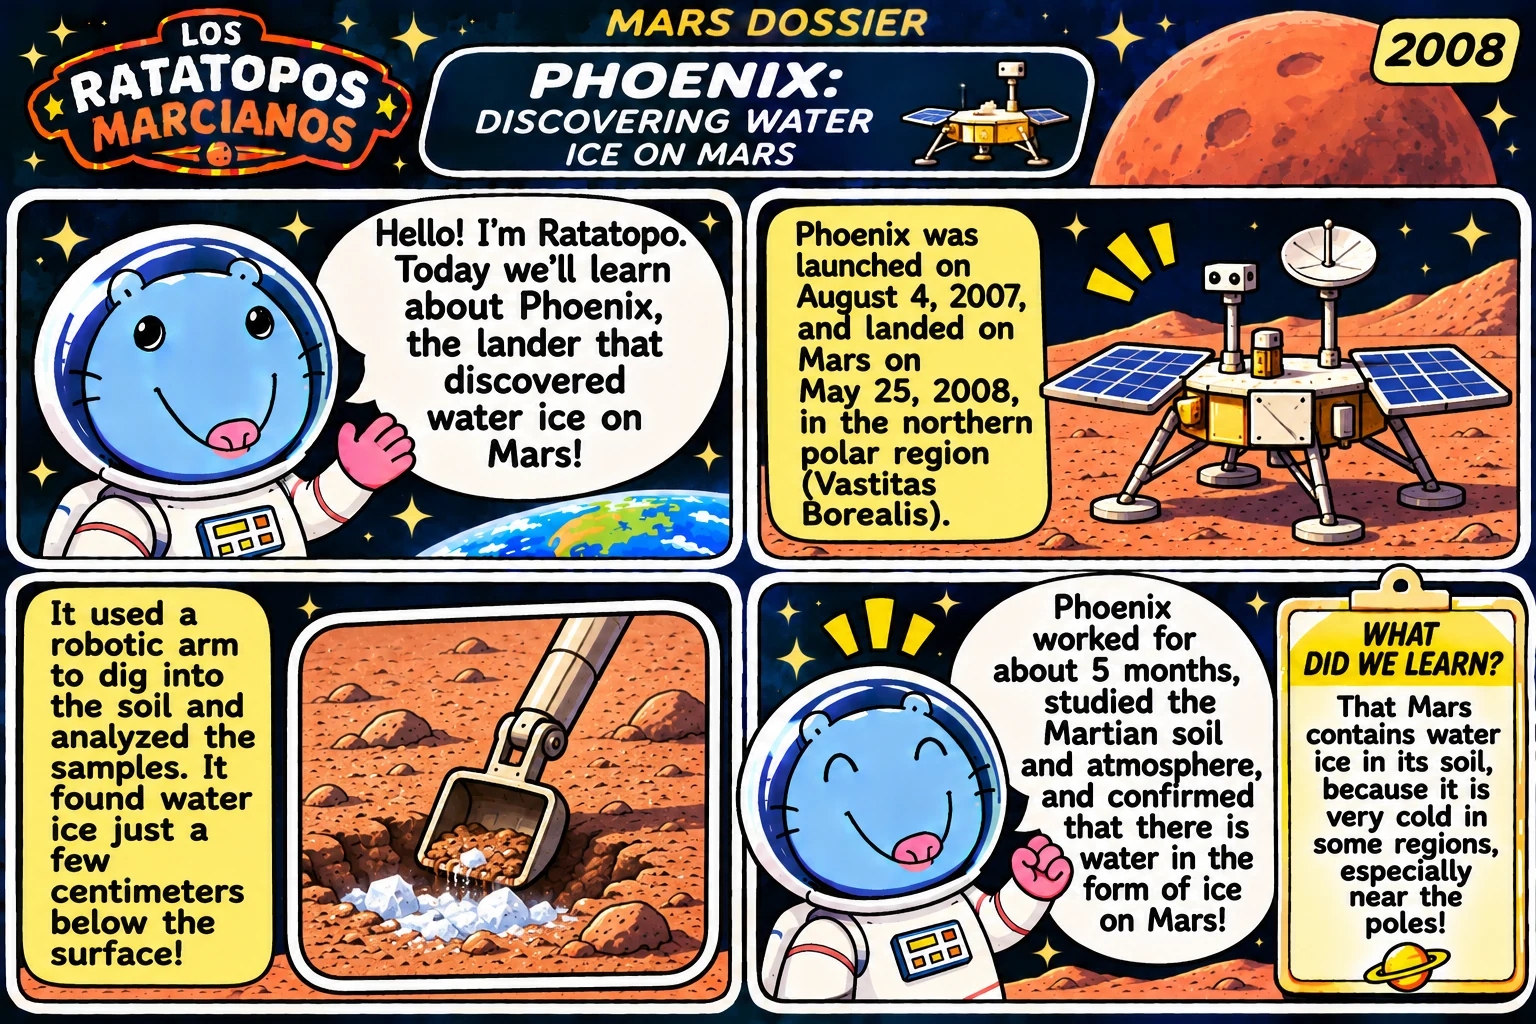 LOS
RATATOPOS
MARCIANOS
MARS DOSSIER
PHOENIX:
DISCOVERING WATER
ICE ON MARS
2008
Hello! I'm Ratatopo.
Today we'll learn
about Phoenix,
the lander that
discovered
water ice on
Mars!
Phoenix was
launched on
August 4, 2007,
and landed on
Mars on
May 25, 2008,
in the northern
polar region
(Vastitas
Borealis).
It used a
robotic arm
to dig into
the soil and
analyzed the
samples. It
found water
ice just a
few
centimeters
below the
surface!
Phoenix
worked for
about 5 months,
studied the
Martian soil
and atmosphere,
and confirmed
that there is
water in the
form of ice
on Mars!
WHAT
DID WE LEARN?
That Mars
contains water
ice in its soil,
because it is
very cold in
some regions,
especially
near the
poles!